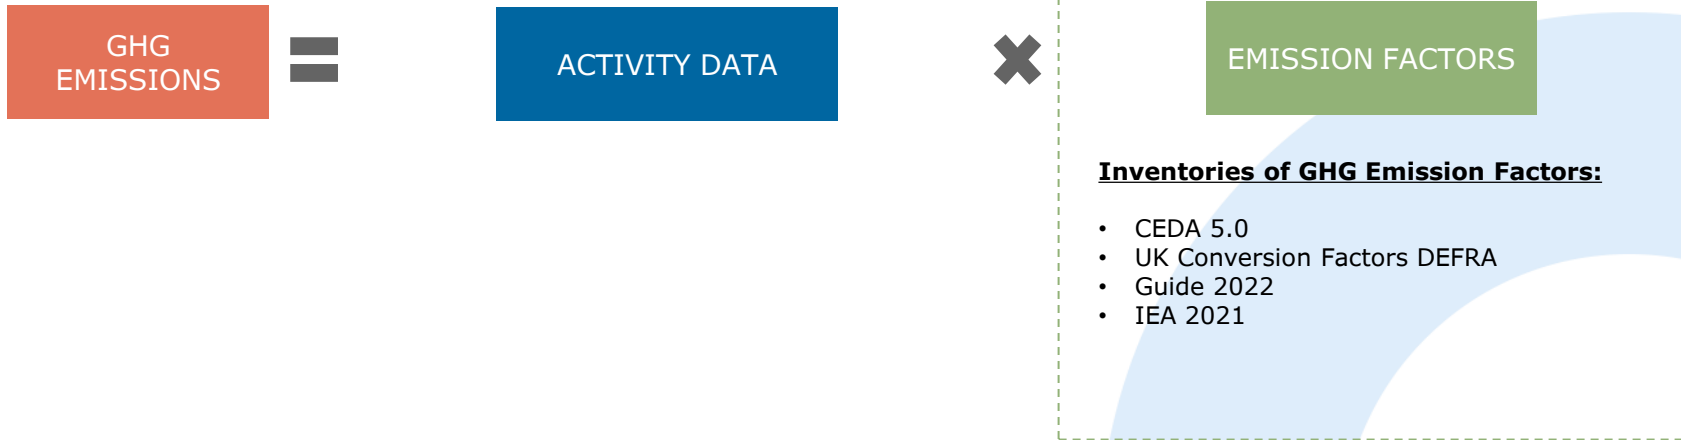 GHG
EMISSIONS
ACTIVITY DATA
EMISSION FACTORS
Inventories of GHG Emission Factors:
• CEDA 5.0
• UK Conversion Factors DEFRA
• Guide 2022
• IEA 2021